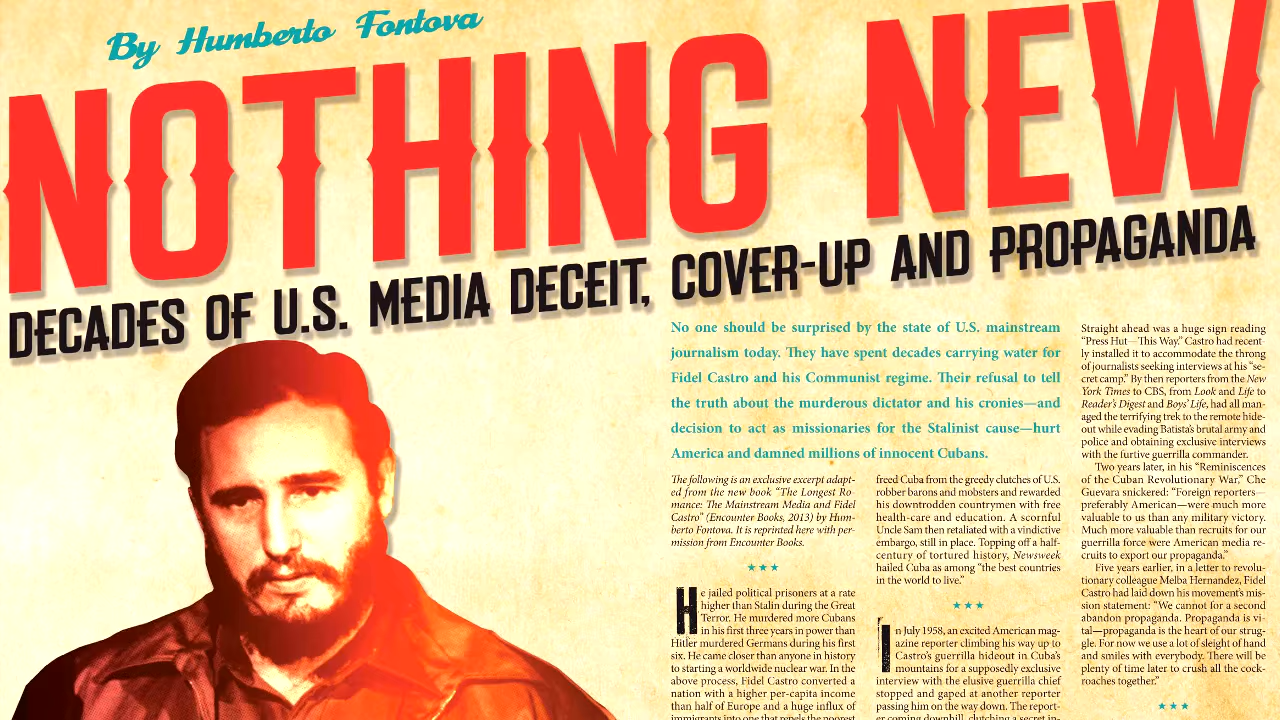 By Humberto Fontova
NOTHING NEW
DECADES OF U.S. MEDIA DECEIT, COVER-UP AND PROPAGANDA
No one should be surprised by the state of U.S. mainstream
journalism today. They have spent decades carrying water for
Fidel Castro and his Communist regime. Their refusal to tell
the truth about the murderous dictator and his cronies—and
decision to act as missionaries for the Stalinist cause—hurt
America and damned millions of innocent Cubans.
The following is an exclusive excerpt adapt-
ed from the new book “The Longest Ro-
mance: The Mainstream Media and Fidel
Castro” (Encounter Books, 2013) by Hum-
berto Fontova. It is reprinted here with per-
mission from Encounter Books.
★★★
He jailed political prisoners at a rate
higher than Stalin during the Great
Terror. He murdered more Cubans
in his first three years in power than
Hitler murdered Germans during his first
six. He came closer than anyone in history
to starting a worldwide nuclear war. In the
above process, Fidel Castro converted a
nation with a higher per-capita income
than half of Europe and a huge influx of
immigrants into one that repels the poorest
freed Cuba from the greedy clutches of U.S.
robber barons and mobsters and rewarded
his downtrodden countrymen with free
health-care and education. A scornful
Uncle Sam then retaliated with a vindictive
embargo, still in place. Topping off a half-
century of tortured history, Newsweek
hailed Cuba as among “the best countries
in the world to live.”
★★★
In July 1958, an excited American mag-
azine reporter climbing his way up to
Castro’s guerrilla hideout in Cuba’s
mountains for a supposedly exclusive
interview with the elusive guerrilla chief
stopped and gaped at another reporter
passing him on the way down. The report-
er coming downhill, clutching a secret in-
Straight ahead was a huge sign reading
“Press Hut—This Way.” Castro had recent-
ly installed it to accommodate the throng
of journalists seeking interviews at his “se-
cret camp.” By then reporters from the New
York Times to CBS, from Look and Life to
Reader’s Digest and Boys’ Life, had all man-
aged the terrifying trek to the remote hide-
out while evading Batista’s brutal army and
police and obtaining exclusive interviews
with the furtive guerrilla commander.
Two years later, in his “Reminiscences
of the Cuban Revolutionary War,” Che
Guevara snickered: “Foreign reporters—
preferably American—were much more
valuable to us than any military victory.
Much more valuable than recruits for our
guerrilla force were American media re-
cruits to export our propaganda.”
Five years earlier, in a letter to revolu-
tionary colleague Melba Hernandez, Fidel
Castro had laid down his movement’s mis-
sion statement: “We cannot for a second
abandon propaganda. Propaganda is vi-
tal—propaganda is the heart of our strug-
gle. For now we use a lot of sleight of hand
and smiles with everybody. There will be
plenty of time later to crush all the cock-
roaches together.”
★★★